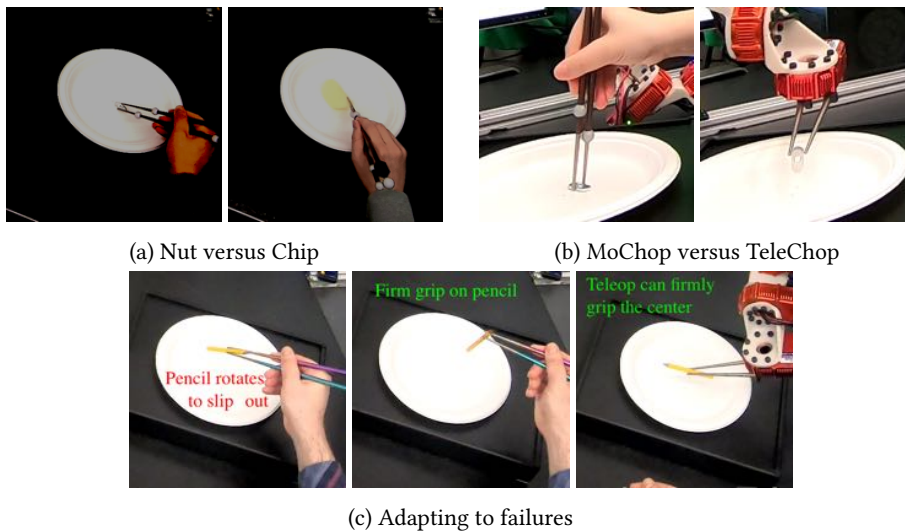 (a) Nut versus Chip
(b) MoChop versus TeleChop
Pencil rotates
to slip out
Firm grip on pencil
Teleop can firmly
grip the center
(c) Adapting to failures